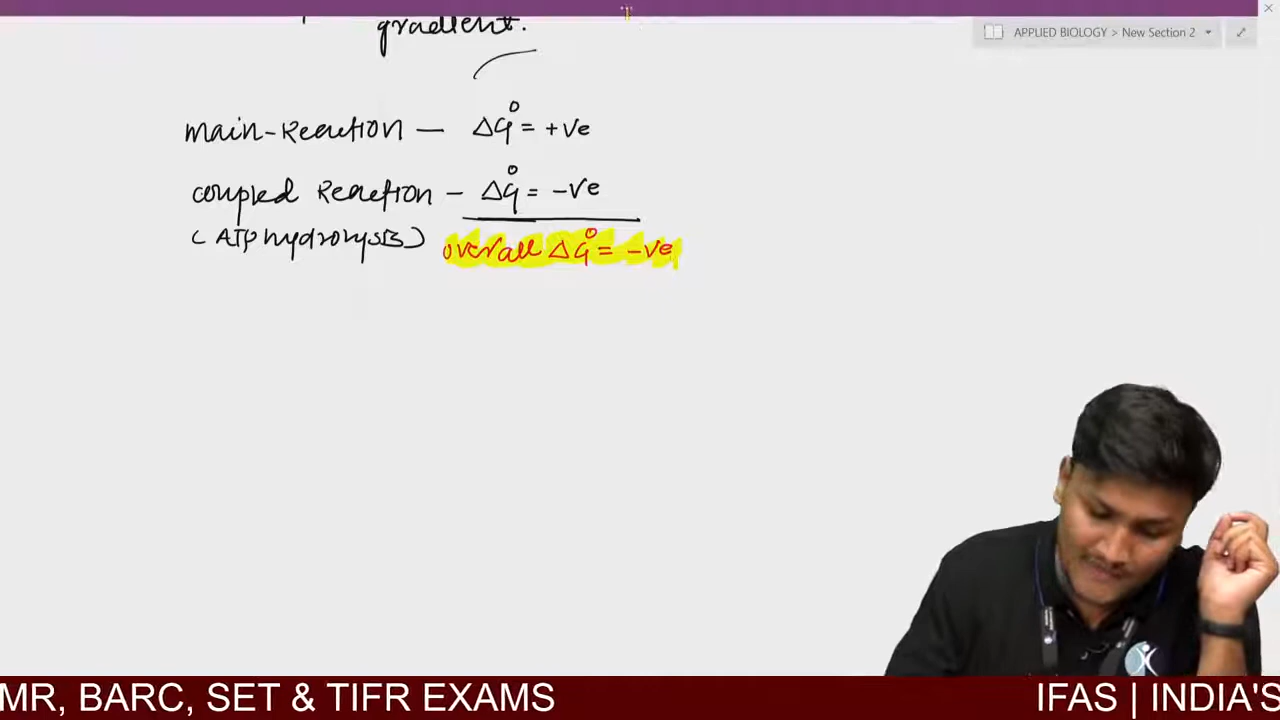 APPLIED BIOLOGY > New Section 2
gradient.
main-Reaction — ΔG° = +ve
coupled Reaction - ΔG° = -ve
(ATP hydrolysis)
overall ΔG° = -ve
MR, BARC, SET & TIFR EXAMS
IFAS | INDIA'S